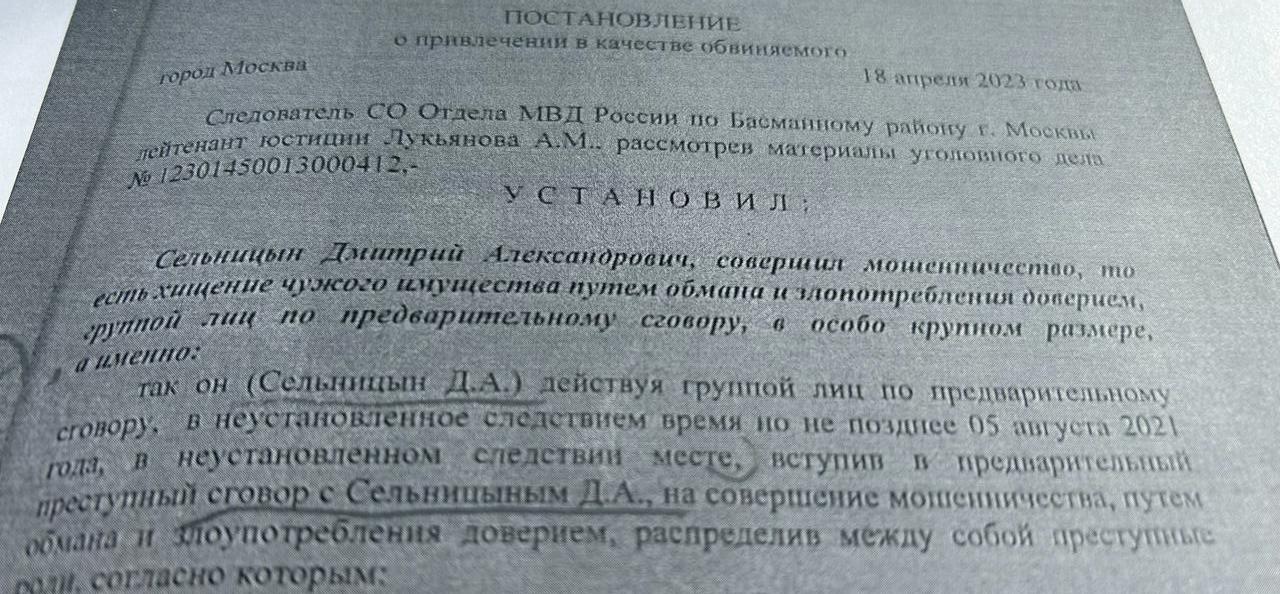 ПОСТАНОВЛЕНИЕ
о привлечении в качестве обвиняемого
город Москва 18 апреля 2023 года
Следователь СО Отдела МВД России по Басманному району г. Москвы
лейтенант юстиции Лукьянова А.М., рассмотрев материалы уголовного дела
№ 12301450013000412,-
У С Т А Н О В И Л :
Сельницын Дмитрий Александрович, совершил мошенничество, то
есть хищение чужого имущества путем обмана и злопотребления доверием,
группой лиц по предварительному сговору, в особо крупном размере,
а именно:
так он (Сельницын Д.А.) действуя группой лиц по предварительному
сговору, в неустановленное следствием время но не позднее 05 августа 2021
года, в неустановленном следствии месте, вступив в предварительный
преступный сговор с Сельницыным Д.А., на совершение мошенничества, путем
обмана и злоупотребления доверием, распределив между собой преступные
роли, согласно которым: